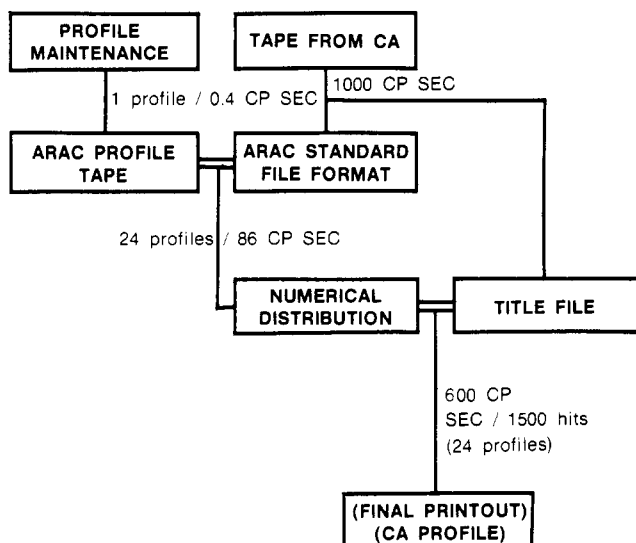 PROFILE
MAINTENANCE
TAPE FROM CA
1 profile / 0.4 CP SEC
1000 CP SEC
ARAC PROFILE
TAPE
ARAC STANDARD
FILE FORMAT
24 profiles / 86 CP SEC
NUMERICAL
DISTRIBUTION
TITLE FILE
600 CP
SEC / 1500 hits
(24 profiles)
(FINAL PRINTOUT)
(CA PROFILE)